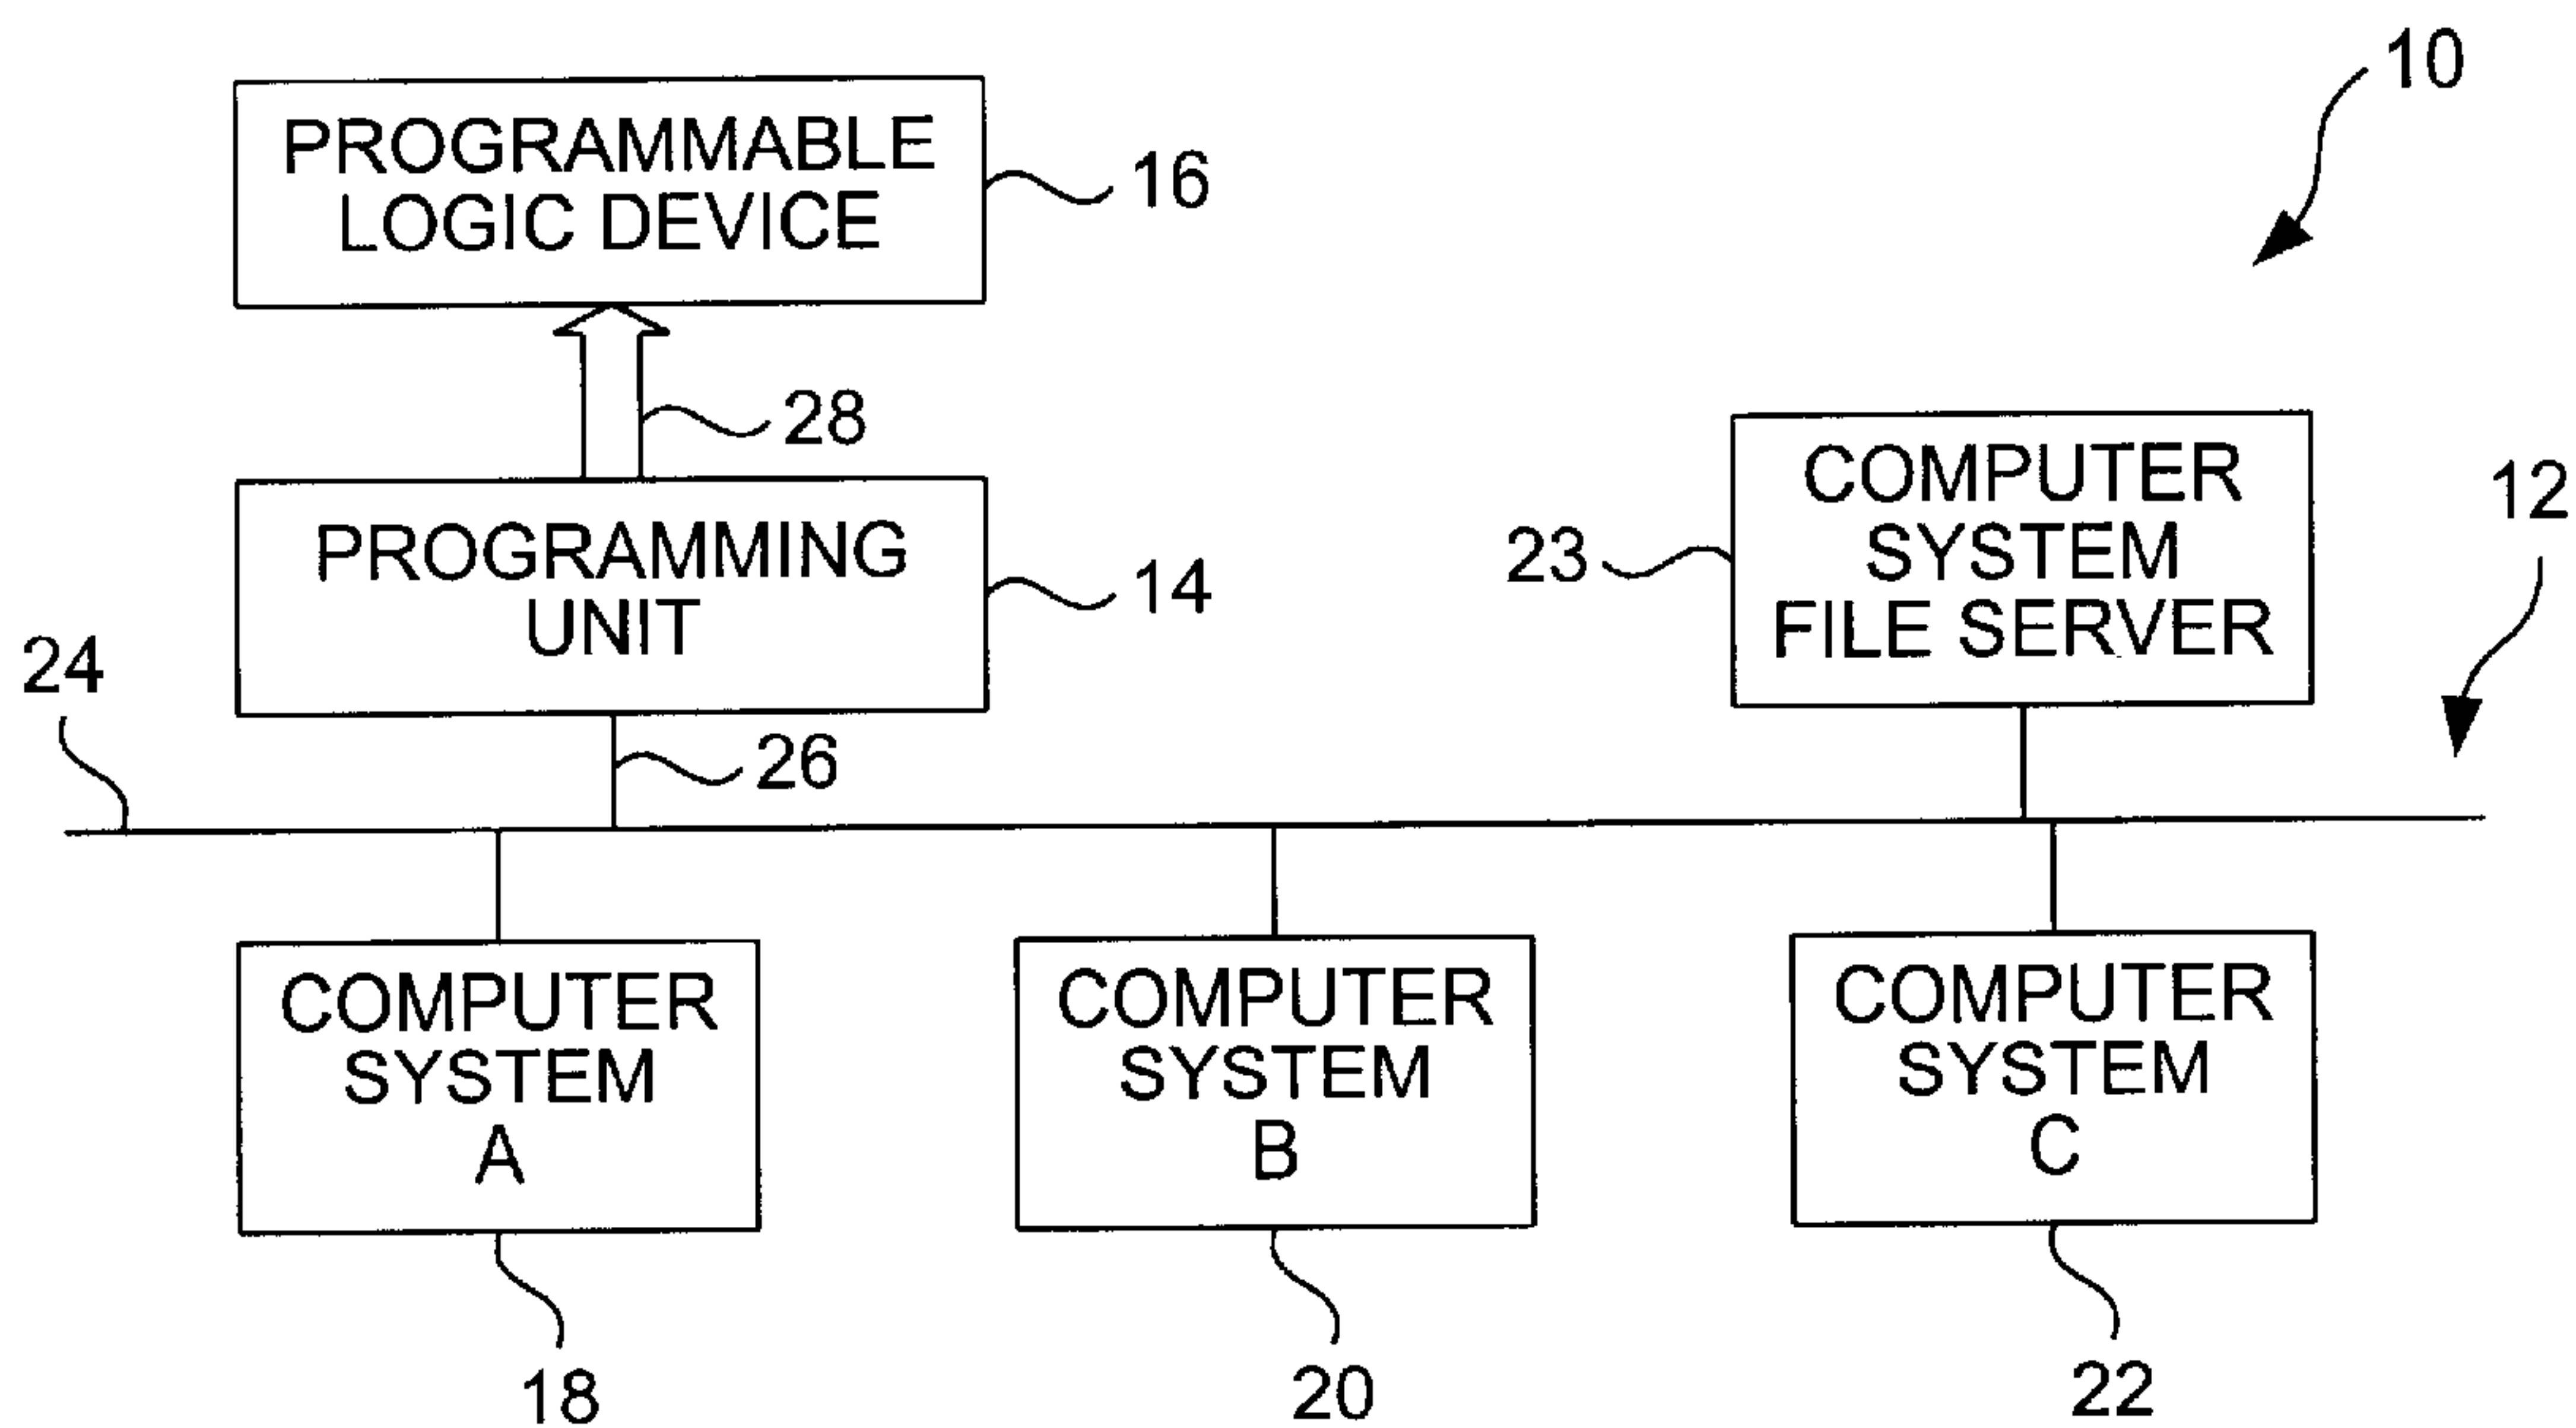 10
PROGRAMMABLE
LOGIC DEVICE
16
28
COMPUTER
SYSTEM
FILE SERVER
23
12
PROGRAMMING
UNIT
14
24
26
COMPUTER
SYSTEM
A
COMPUTER
SYSTEM
B
COMPUTER
SYSTEM
C
18
20
22